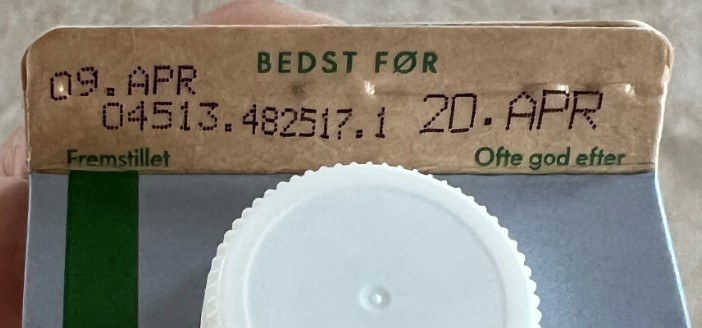 BEDST FØR
09.APR
04513.482517.1 20.APR
Fremstillet Ofte god efter